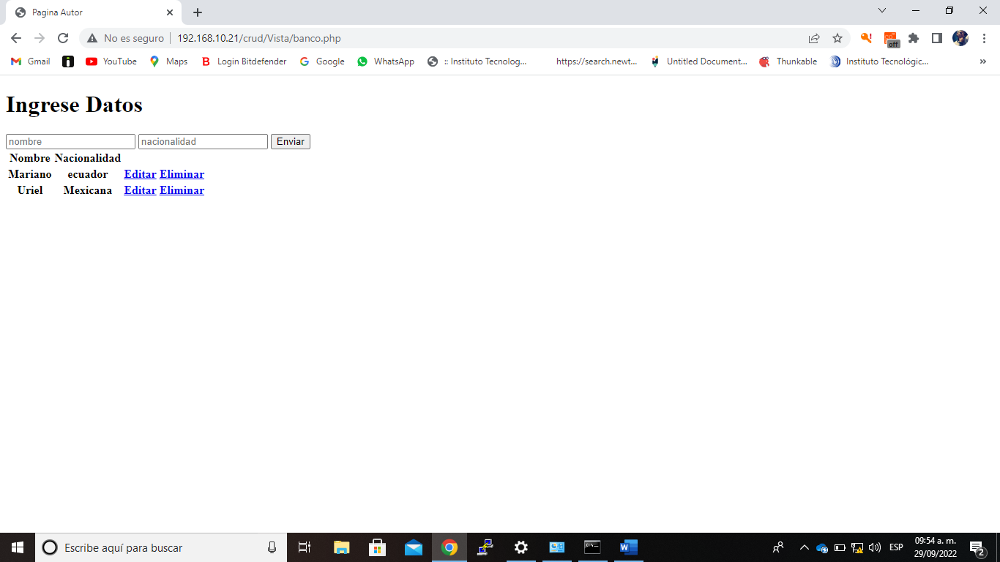 Pagina Autor
No es seguro 192.168.10.21/crud/Vista/banco.php
off
Gmail YouTube Maps Login Bitdefender Google WhatsApp :: Instituto Tecnolog... https://search.newt... Untitled Document... Thunkable Instituto Tecnológic... »
Ingrese Datos
nombre nacionalidad Enviar
Nombre Nacionalidad
Mariano ecuador Editar Eliminar
Uriel Mexicana Editar Eliminar
Escribe aquí para buscar
ESP
09:54 a. m.
29/09/2022
2